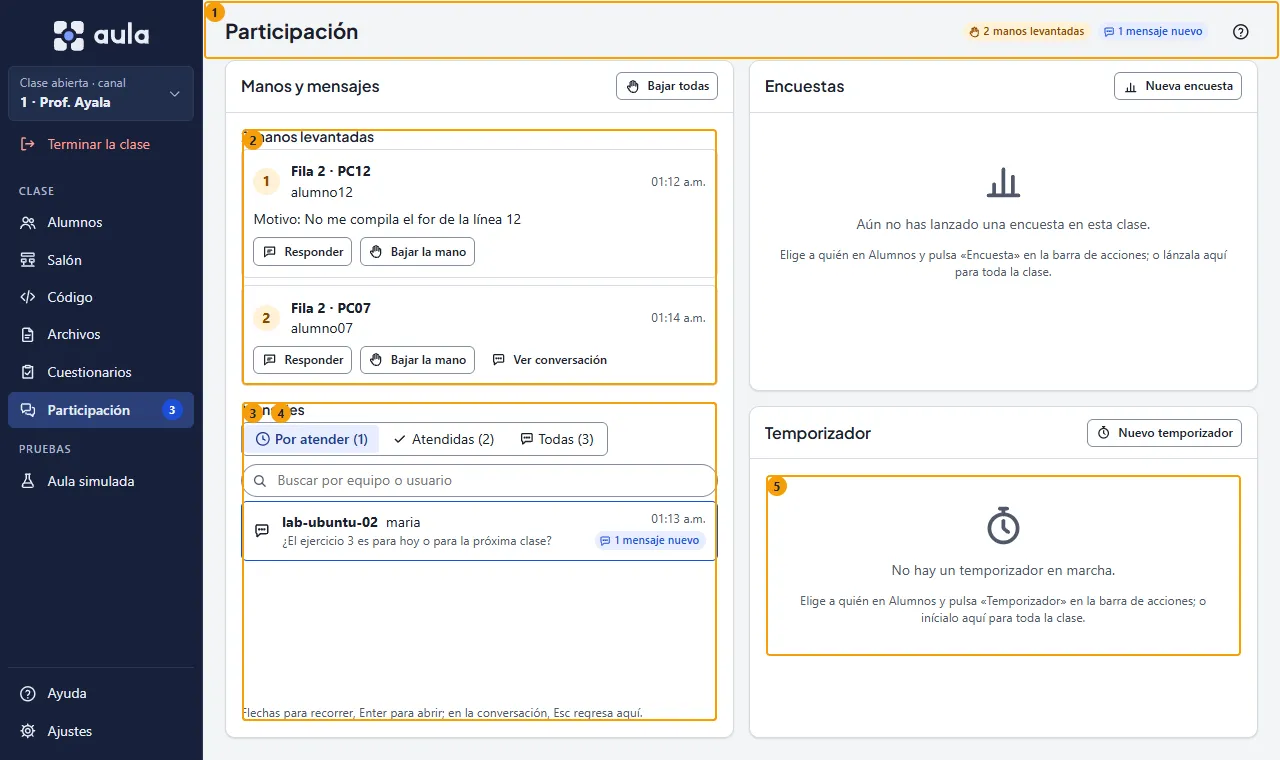 aula
Clase abierta · canal
1 · Prof. Ayala
Terminar la clase
CLASE
Alumnos
Salón
Código
Archivos
Cuestionarios
Participación 3
PRUEBAS
Aula simulada
Ayuda
Ajustes
1
Participación
2 manos levantadas
1 mensaje nuevo
Manos y mensajes
Bajar todas
2
manos levantadas
1
Fila 2 · PC12
alumno12
01:12 a.m.
Motivo: No me compila el for de la línea 12
Responder
Bajar la mano
2
Fila 2 · PC07
alumno07
01:14 a.m.
Responder
Bajar la mano
Ver conversación
3
4
Por atender (1)
Atendidas (2)
Todas (3)
Buscar por equipo o usuario
lab-ubuntu-02 maria
01:13 a.m.
¿El ejercicio 3 es para hoy o para la próxima clase?
1 mensaje nuevo
Flechas para recorrer, Enter para abrir; en la conversación, Esc regresa aquí.
Encuestas
Nueva encuesta
Aún no has lanzado una encuesta en esta clase.
Elige a quién en Alumnos y pulsa «Encuesta» en la barra de acciones; o lánzala aquí
para toda la clase.
Temporizador
Nuevo temporizador
5
No hay un temporizador en marcha.
Elige a quién en Alumnos y pulsa «Temporizador» en la barra de acciones; o
inícialo aquí para toda la clase.